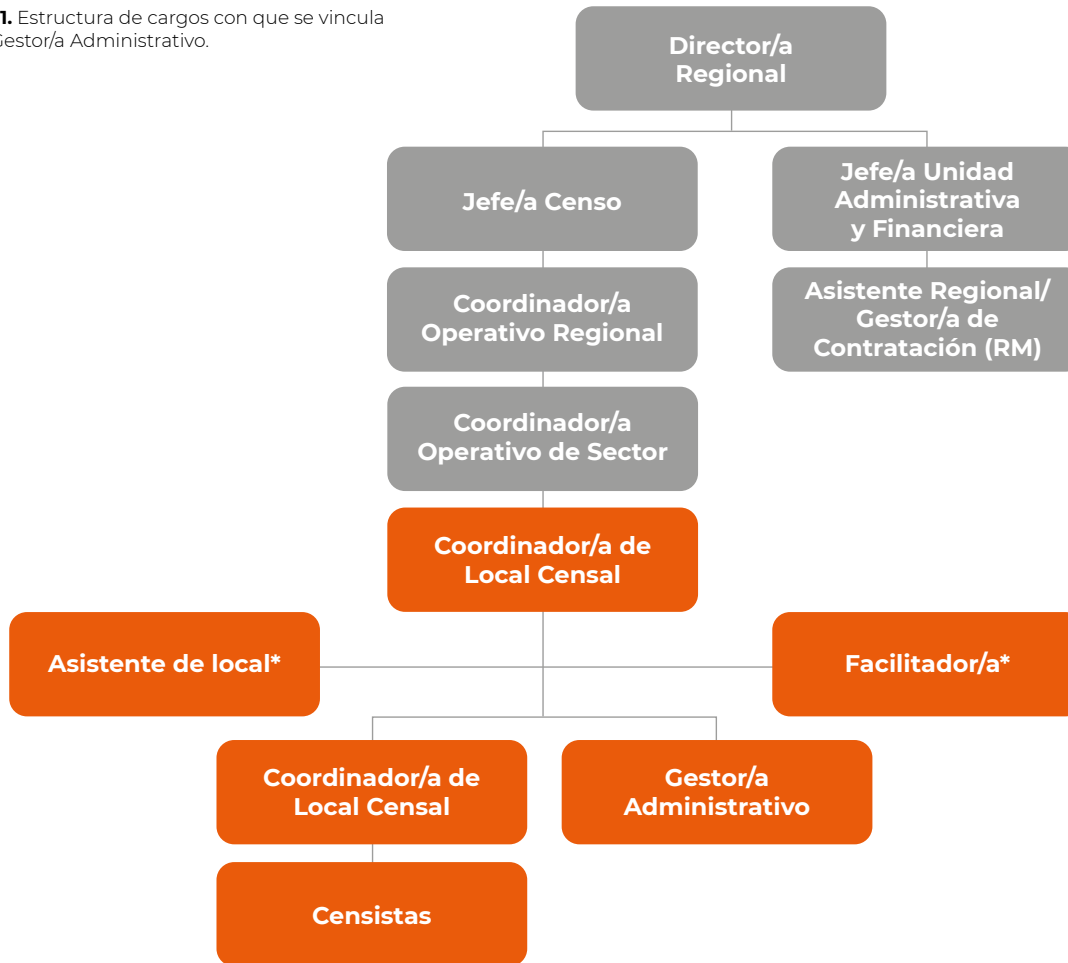 1. Estructura de cargos con que se vincula
Gestor/a Administrativo.
Director/a
Regional
Jefe/a Censo
Jefe/a Unidad
Administrativa
y Financiera
Coordinador/a
Operativo Regional
Asistente Regional/
Gestor/a de
Contratación (RM)
Coordinador/a
Operativo de Sector
Coordinador/a de
Local Censal
Asistente de local*
Facilitador/a*
Coordinador/a de
Local Censal
Gestor/a
Administrativo
Censistas